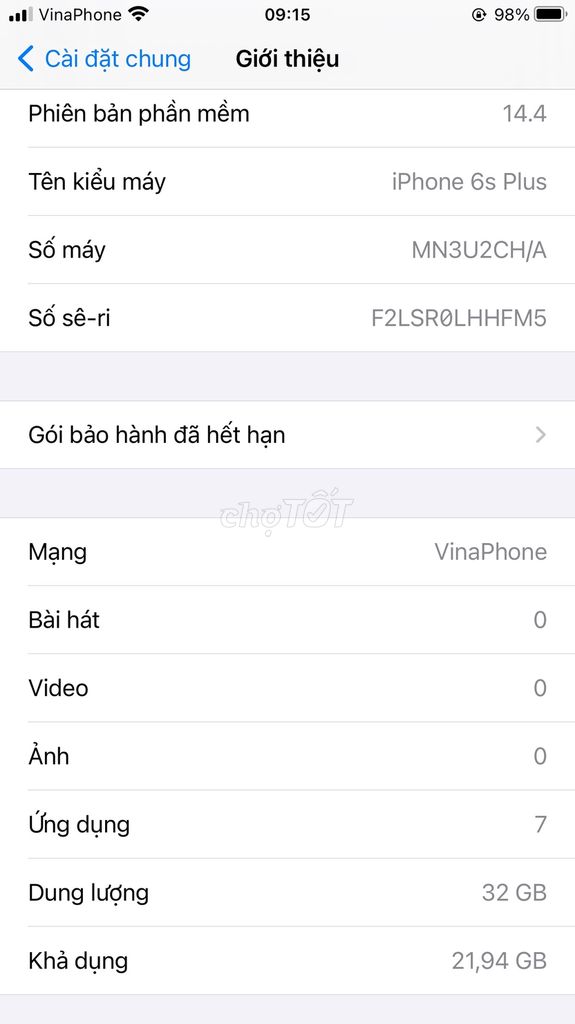 VinaPhone 09:15 98%
Cài đặt chung Giới thiệu
Phiên bản phần mềm 14.4
Tên kiểu máy iPhone 6s Plus
Số máy MN3U2CH/A
Số sê-ri F2LSR0LHHFM5
Gói bảo hành đã hết hạn
chợTỐT
Mạng VinaPhone
Bài hát 0
Video 0
Ảnh 0
Ứng dụng 7
Dung lượng 32 GB
Khả dụng 21,94 GB